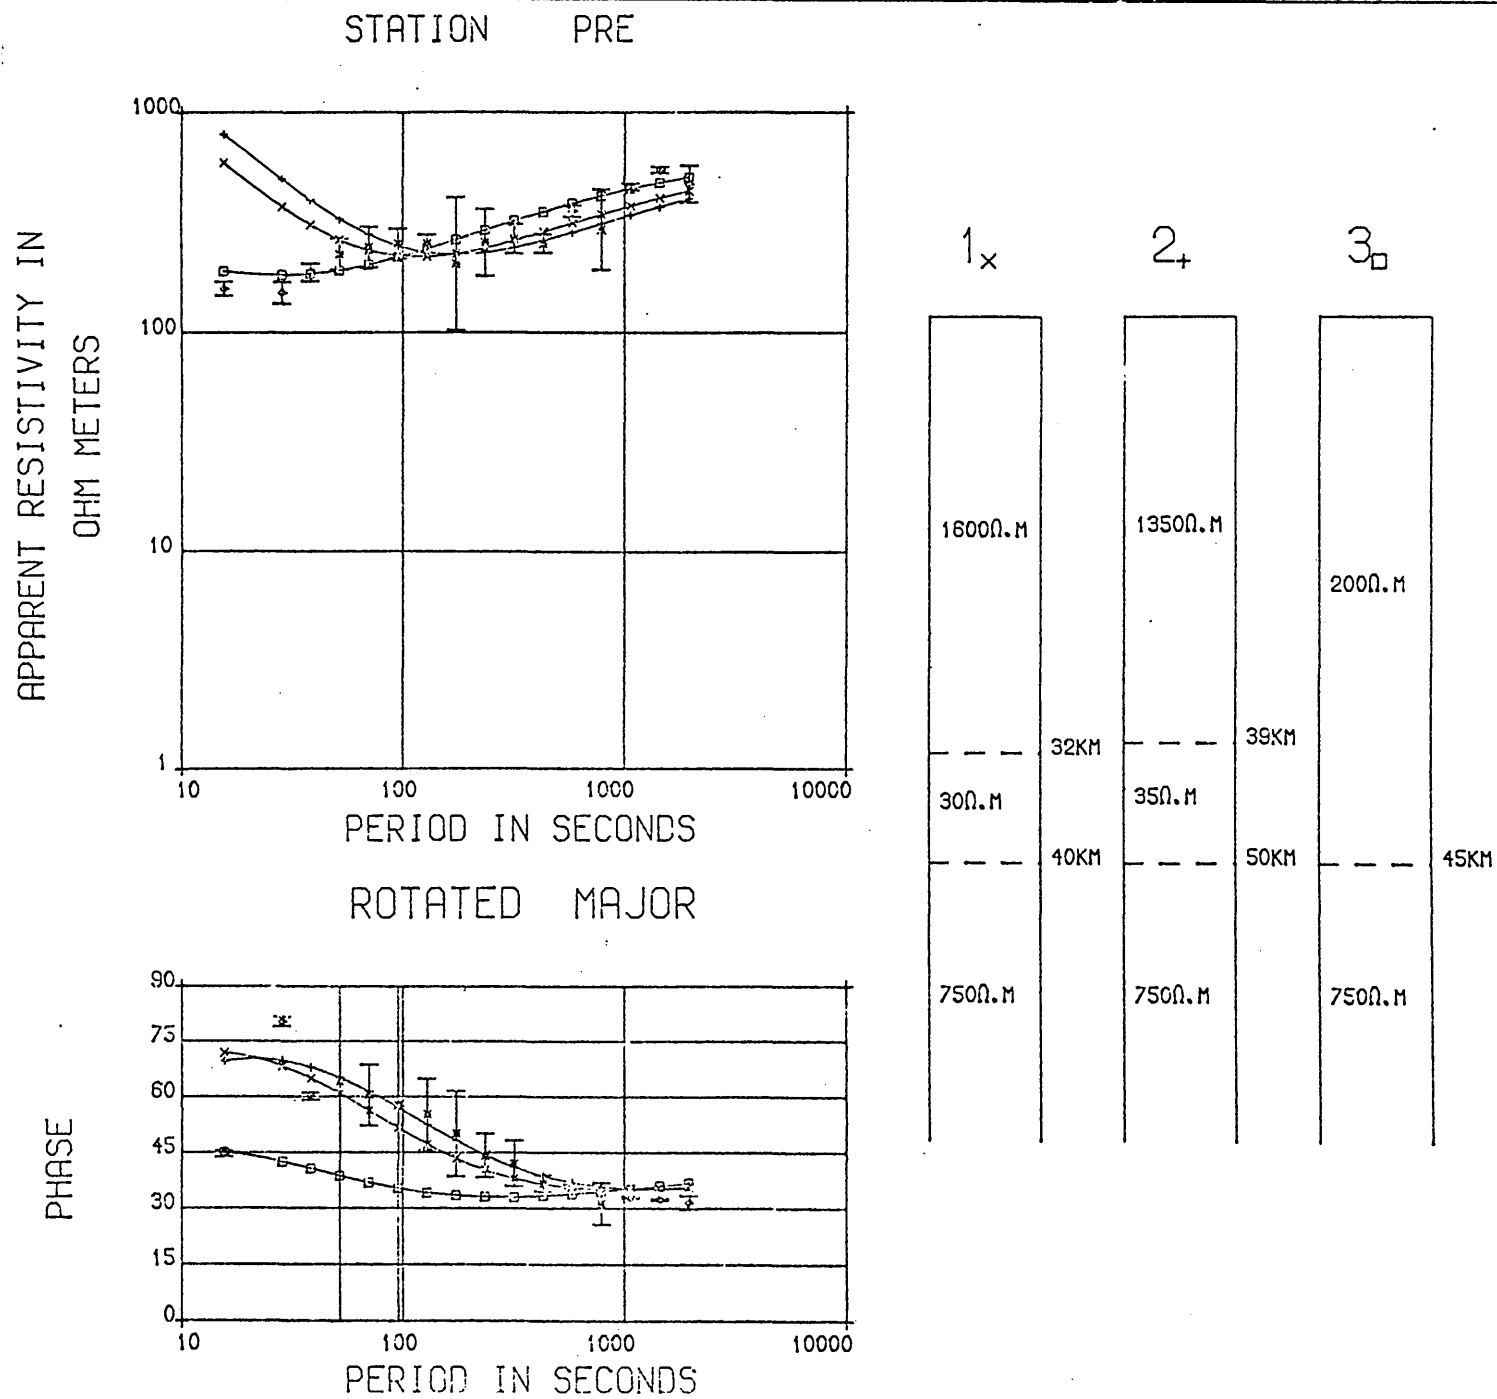 STATION PRE
APPARENT RESISTIVITY IN
OHM METERS
1000
100
10
1
10 100 1000 10000
PERIOD IN SECONDS
ROTATED MAJOR
PHASE
90
75
60
45
30
15
0
10 100 1000 10000
PERIOD IN SECONDS
1x 2+ 3□
1600Ω.M
32KM
30Ω.M
40KM
750Ω.M
1350Ω.M
39KM
35Ω.M
50KM
750Ω.M
200Ω.M
45KM
750Ω.M